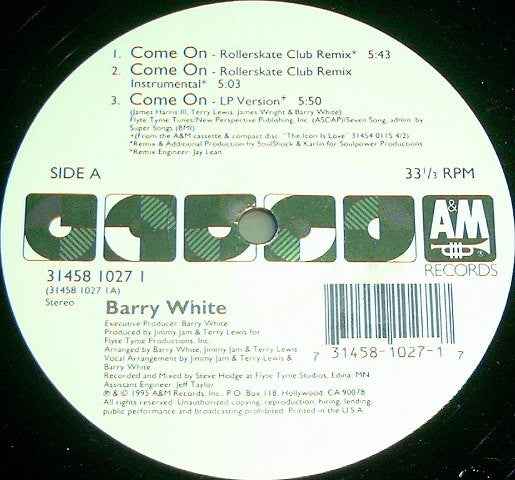 1. Come On - Rollerskate Club Remix* 5:43
2. Come On - Rollerskate Club Remix
Instrumental* 5:03
3. Come On - LP Version+ 5:50
(James Harris III, Terry Lewis, James Wright & Barry White)
Flyte Tyme Tunes/New Perspective Publishing, Inc. (ASCAP)/Seven Song, admin. by
Super Songs (BMI)
+(From the A&M cassette & compact disc "The Icon Is Love" 31454 0115 4/2)
*Remix & Additional Production by SoulShock & Karlin for Soulpower Productions
*Remix Engineer: Jay Lean
SIDE A
33 1/3 RPM
A&M
RECORDS
31458 1027 1
(31458 1027 1A)
Stereo
Barry White
Executive Producer: Barry White
Produced by Jimmy Jam & Terry Lewis for
Flyte Tyme Productions, Inc.
Arranged by Barry White, Jimmy Jam & Terry Lewis
Vocal Arrangement by Jimmy Jam & Terry Lewis &
Barry White
Recorded and Mixed by Steve Hodge at Flyte Tyme Studios, Edina, MN
Assistant Engineer: Jeff Taylor
℗ & © 1995 A&M Records, Inc., P.O. Box 118, Hollywood, CA 90078
All rights reserved. Unauthorized copying, reproduction, hiring, lending,
public performance and broadcasting prohibited. Printed in the U.S.A.
7 31458-1027-1 7